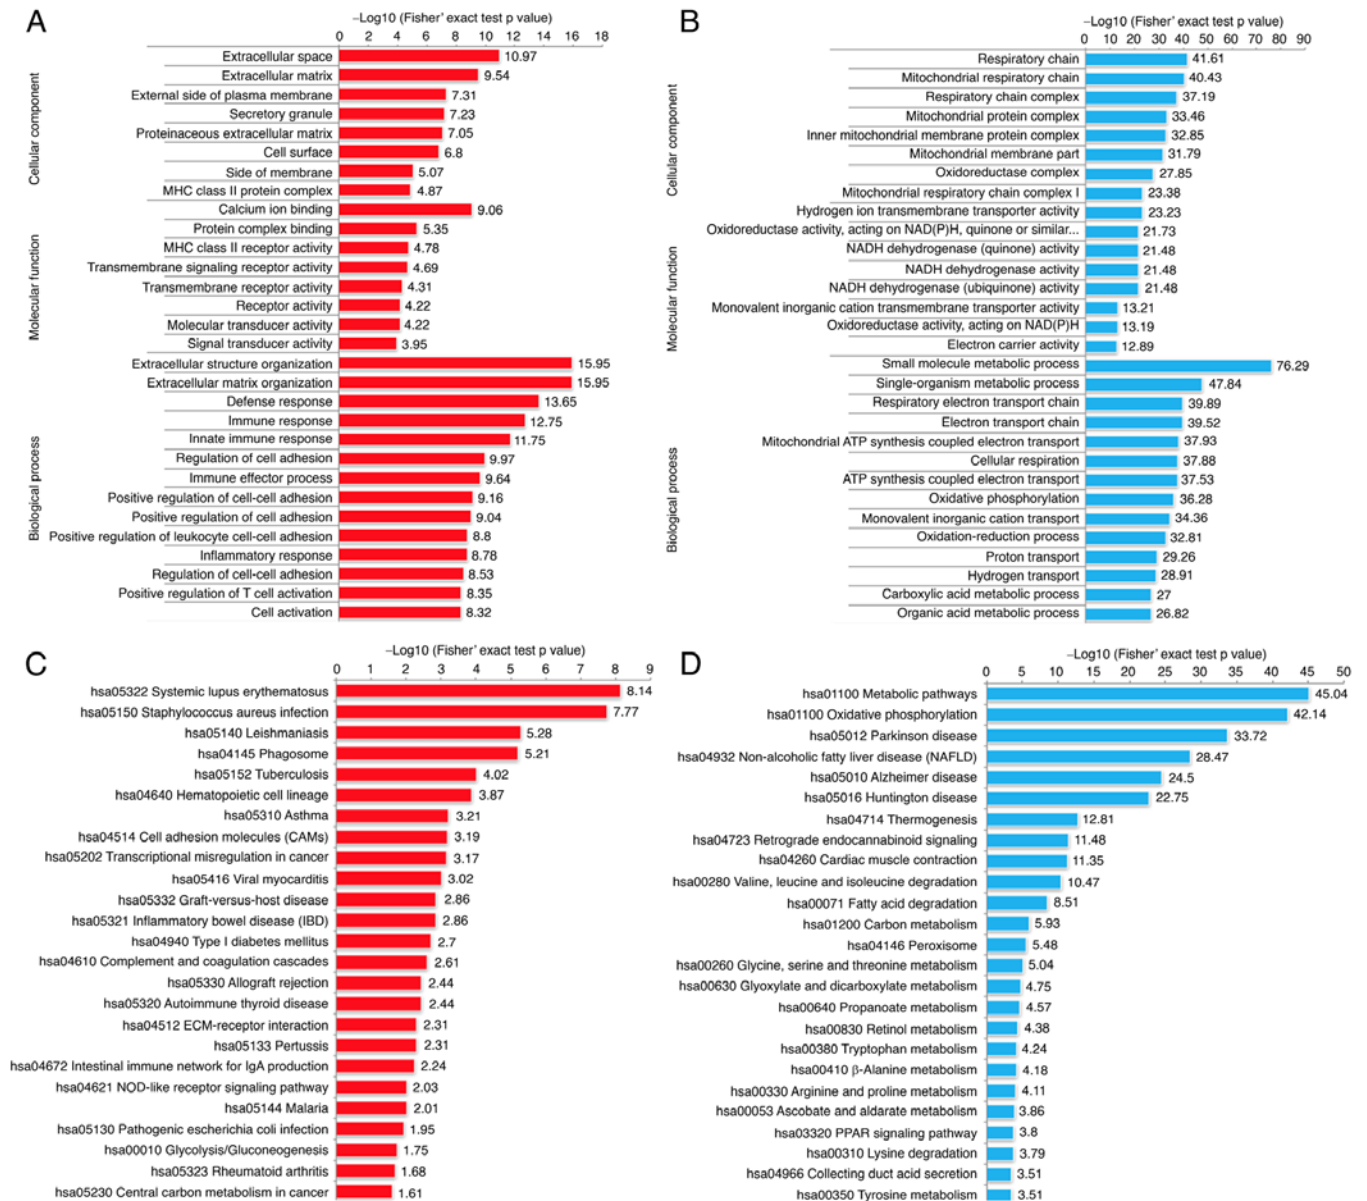 A
–Log10 (Fisher’ exact test p value)
0 2 4 6 8 10 12 14 16 18
Cellular component
Extracellular space 10.97
Extracellular matrix 9.54
External side of plasma membrane 7.31
Secretory granule 7.23
Proteinaceous extracellular matrix 7.05
Cell surface 6.8
Side of membrane 5.07
MHC class II protein complex 4.87
Molecular function
Calcium ion binding 9.06
Protein complex binding 5.35
MHC class II receptor activity 4.78
Transmembrane signaling receptor activity 4.69
Transmembrane receptor activity 4.31
Receptor activity 4.22
Molecular transducer activity 4.22
Signal transducer activity 3.95
Biological process
Extracellular structure organization 15.95
Extracellular matrix organization 15.95
Defense response 13.65
Immune response 12.75
Innate immune response 11.75
Regulation of cell adhesion 9.97
Immune effector process 9.64
Positive regulation of cell-cell adhesion 9.16
Positive regulation of cell adhesion 9.04
Positive regulation of leukocyte cell-cell adhesion 8.8
Inflammatory response 8.78
Regulation of cell-cell adhesion 8.53
Positive regulation of T cell activation 8.35
Cell activation 8.32
B
–Log10 (Fisher’ exact test p value)
0 10 20 30 40 50 60 70 80 90
Cellular component
Respiratory chain 41.61
Mitochondrial respiratory chain 40.43
Respiratory chain complex 37.19
Mitochondrial protein complex 33.46
Inner mitochondrial membrane protein complex 32.85
Mitochondrial membrane part 31.79
Oxidoreductase complex 27.85
Mitochondrial respiratory chain complex I 23.38
Molecular function
Hydrogen ion transmembrane transporter activity 23.23
Oxidoreductase activity, acting on NAD(P)H, quinone or similar... 21.73
NADH dehydrogenase (quinone) activity 21.48
NADH dehydrogenase activity 21.48
NADH dehydrogenase (ubiquinone) activity 21.48
Monovalent inorganic cation transmembrane transporter activity 13.21
Oxidoreductase activity, acting on NAD(P)H 13.19
Electron carrier activity 12.89
Biological process
Small molecule metabolic process 76.29
Single-organism metabolic process 47.84
Respiratory electron transport chain 39.89
Electron transport chain 39.52
Mitochondrial ATP synthesis coupled electron transport 37.93
Cellular respiration 37.88
ATP synthesis coupled electron transport 37.53
Oxidative phosphorylation 36.28
Monovalent inorganic cation transport 34.36
Oxidation-reduction process 32.81
Proton transport 29.26
Hydrogen transport 28.91
Carboxylic acid metabolic process 27
Organic acid metabolic process 26.82
C
–Log10 (Fisher’ exact test p value)
0 1 2 3 4 5 6 7 8 9
hsa05322 Systemic lupus erythematosus 8.14
hsa05150 Staphylococcus aureus infection 7.77
hsa05140 Leishmaniasis 5.28
hsa04145 Phagosome 5.21
hsa05152 Tuberculosis 4.02
hsa04640 Hematopoietic cell lineage 3.87
hsa05310 Asthma 3.21
hsa04514 Cell adhesion molecules (CAMs) 3.19
hsa05202 Transcriptional misregulation in cancer 3.17
hsa05416 Viral myocarditis 3.02
hsa05332 Graft-versus-host disease 2.86
hsa05321 Inflammatory bowel disease (IBD) 2.86
hsa04940 Type I diabetes mellitus 2.7
hsa04610 Complement and coagulation cascades 2.61
hsa05330 Allograft rejection 2.44
hsa05320 Autoimmune thyroid disease 2.44
hsa04512 ECM-receptor interaction 2.31
hsa05133 Pertussis 2.31
hsa04672 Intestinal immune network for IgA production 2.24
hsa04621 NOD-like receptor signaling pathway 2.03
hsa05144 Malaria 2.01
hsa05130 Pathogenic escherichia coli infection 1.95
hsa00010 Glycolysis/Gluconeogenesis 1.75
hsa05323 Rheumatoid arthritis 1.68
hsa05230 Central carbon metabolism in cancer 1.61
D
–Log10 (Fisher’ exact test p value)
0 5 10 15 20 25 30 35 40 45 50
hsa01100 Metabolic pathways 45.04
hsa01100 Oxidative phosphorylation 42.14
hsa05012 Parkinson disease 33.72
hsa04932 Non-alcoholic fatty liver disease (NAFLD) 28.47
hsa05010 Alzheimer disease 24.5
hsa05016 Huntington disease 22.75
hsa04714 Thermogenesis 12.81
hsa04723 Retrograde endocannabinoid signaling 11.48
hsa04260 Cardiac muscle contraction 11.35
hsa00280 Valine, leucine and isoleucine degradation 10.47
hsa00071 Fatty acid degradation 8.51
hsa01200 Carbon metabolism 5.93
hsa04146 Peroxisome 5.48
hsa00260 Glycine, serine and threonine metabolism 5.04
hsa00630 Glyoxylate and dicarboxylate metabolism 4.75
hsa00640 Propanoate metabolism 4.57
hsa00830 Retinol metabolism 4.38
hsa00380 Tryptophan metabolism 4.24
hsa00410 β-Alanine metabolism 4.18
hsa00330 Arginine and proline metabolism 4.11
hsa00053 Ascobate and aldarate metabolism 3.86
hsa03320 PPAR signaling pathway 3.8
hsa00310 Lysine degradation 3.79
hsa04966 Collecting duct acid secretion 3.51
hsa00350 Tyrosine metabolism 3.51